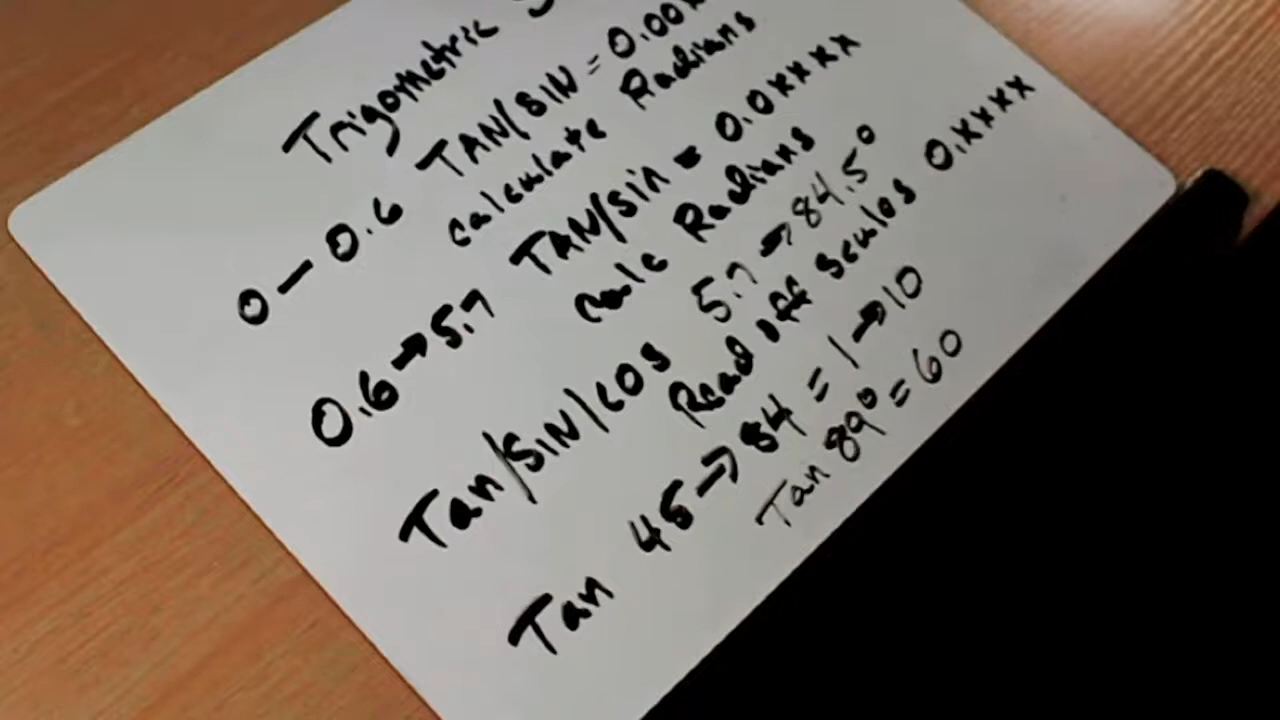 Trigometric
0 — 0.6 TAN/SIN = 0.00x
calculate Radians
0.6 → 5.7 TAN/sin = 0.0xxxx
calc Radians
Tan/SIN/COS 5.7 → 84.5°
Read off scales 0.xxxx
Tan 45 → 84 = 1 → 10
Tan 89° = 60